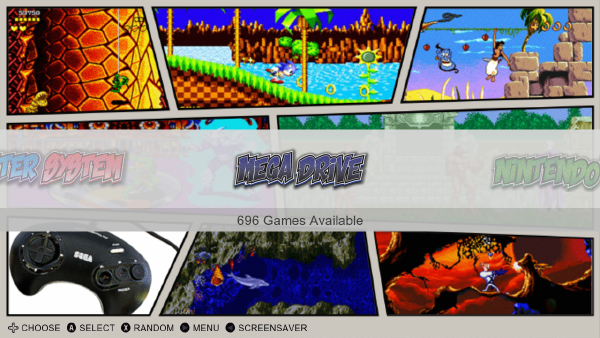 TER SYSTEM
MEGA DRIVE
NINTENDO
696 Games Available
SEGA
CHOOSE A SELECT X RANDOM MENU SCREENSAVER